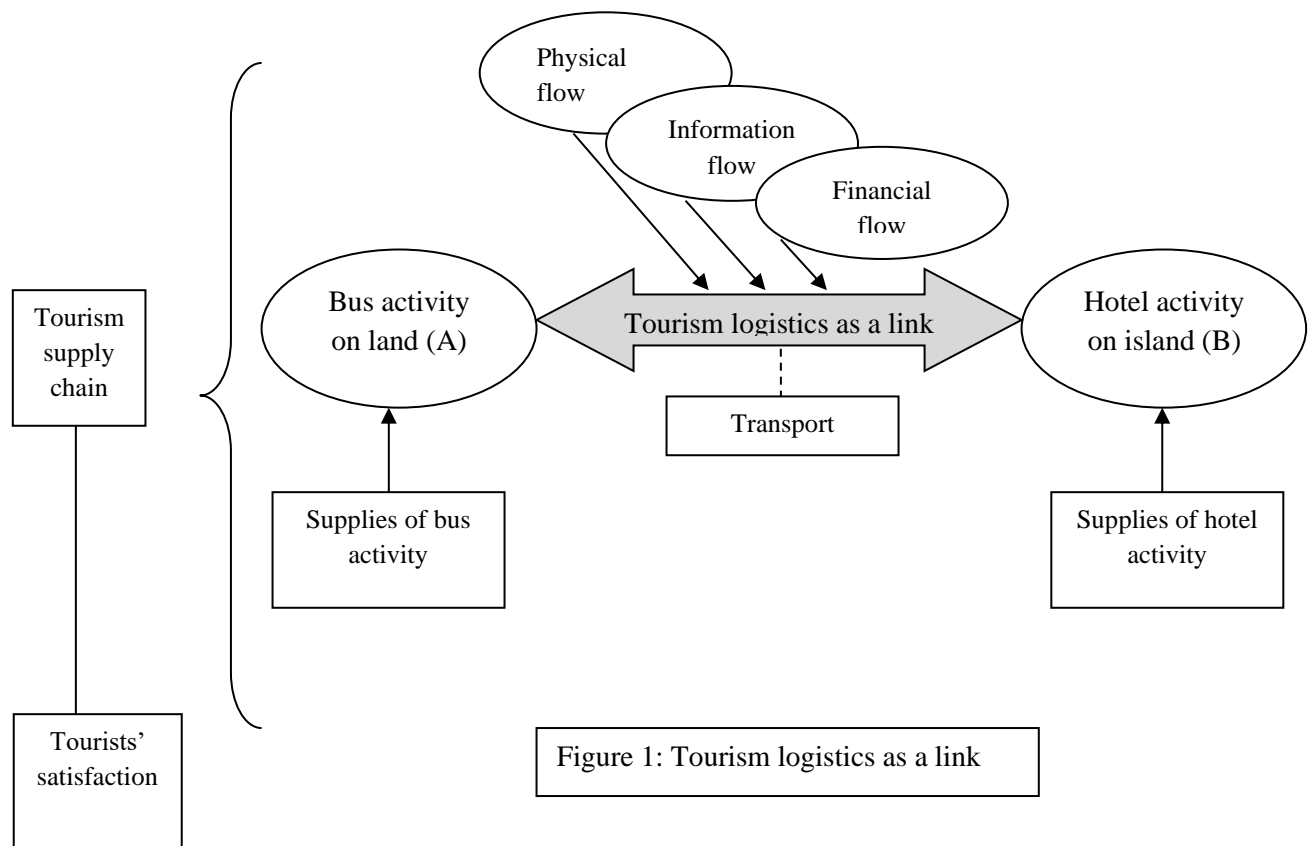 Physical
flow
Information
flow
Financial
flow
Bus activity
on land (A)
Tourism logistics as a link
Hotel activity
on island (B)
Tourism
supply
chain
Transport
Supplies of bus
activity
Supplies of hotel
activity
Tourists’
satisfaction
Figure 1: Tourism logistics as a link